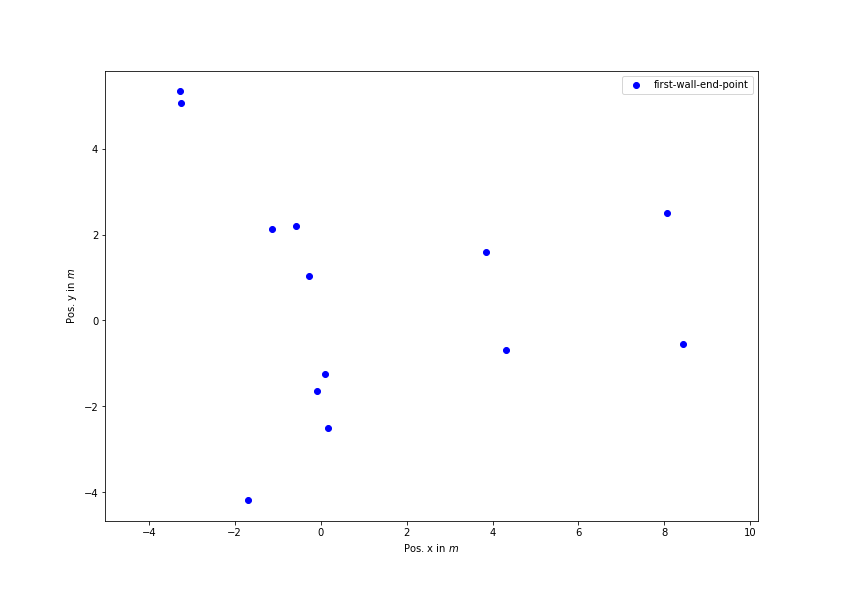 first-wall-end-point
4
2
0
−2
−4
Pos. y in m
−4 −2 0 2 4 6 8 10
Pos. x in m